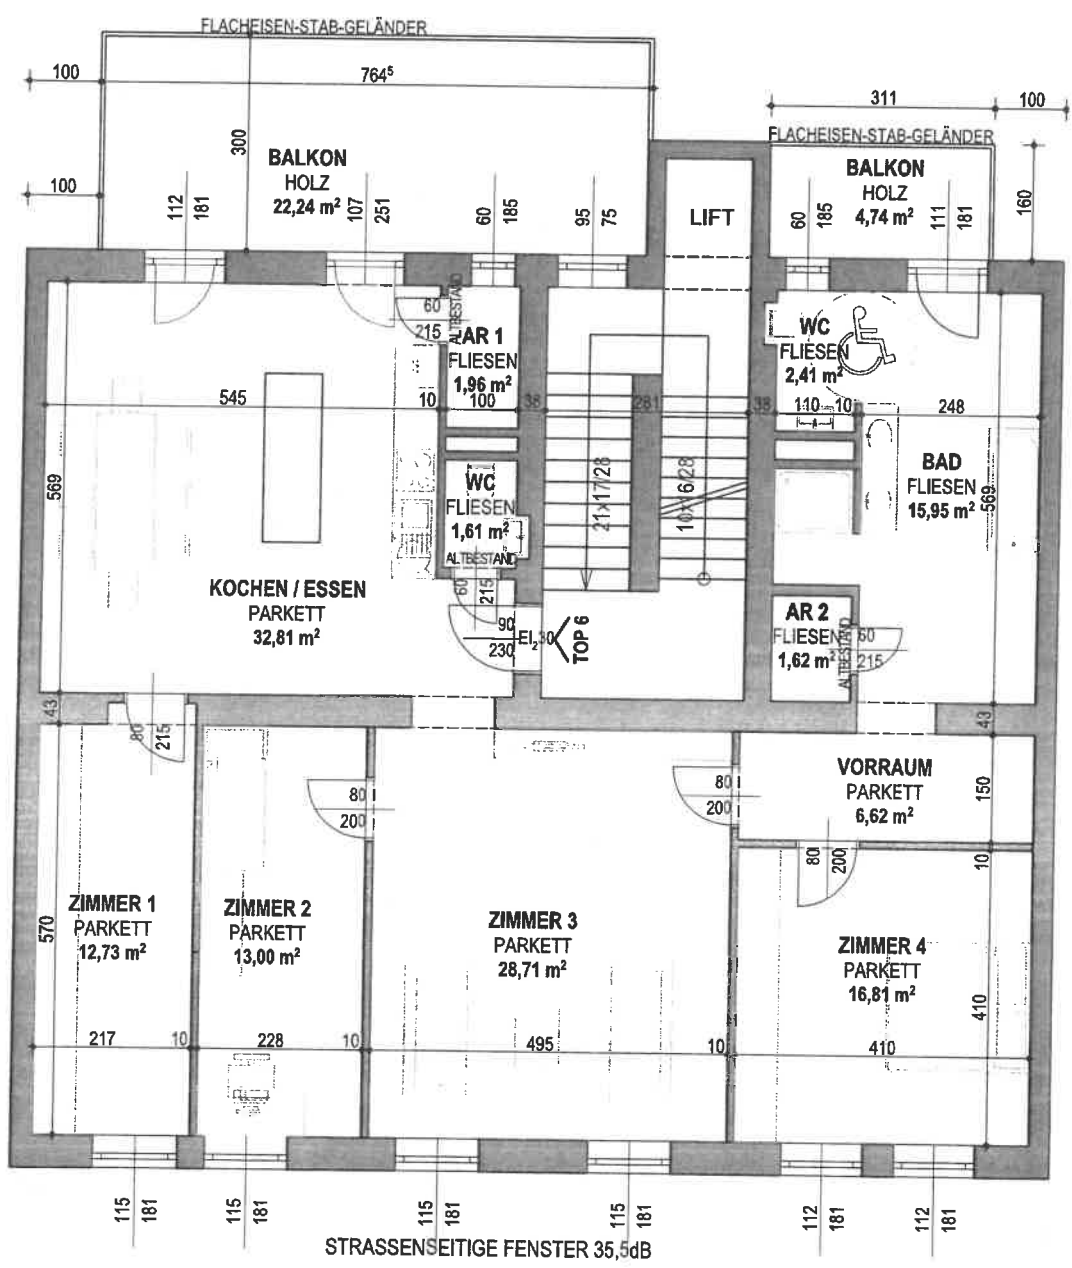 FLACHEISEN-STAB-GELÄNDER
100
764⁵
311
100
300
FLACHEISEN-STAB-GELÄNDER
BALKON
HOLZ
22,24 m²
100
112
181
107
251
60
185
95
75
LIFT
BALKON
HOLZ
4,74 m²
60
185
111
181
160
60
215
ALTBESTAND
AR 1
FLIESEN
1,96 m²
WC
FLIESEN
2,41 m²
545
10
100
38
281
38
110
10
248
569
WC
FLIESEN
1,61 m²
ALTBESTAND
60
215
21x17/28
10x16/28
BAD
FLIESEN
15,95 m²
569
KOCHEN / ESSEN
PARKETT
32,81 m²
90
230
EI₂30
TOP 6
AR 2
FLIESEN
1,62 m²
ALTBESTAND
60
215
43
43
80
215
80
200
80
200
VORRAUM
PARKETT
6,62 m²
150
80
200
10
570
ZIMMER 1
PARKETT
12,73 m²
ZIMMER 2
PARKETT
13,00 m²
ZIMMER 3
PARKETT
28,71 m²
ZIMMER 4
PARKETT
16,81 m²
410
217
10
228
10
495
10
410
115
181
115
181
115
181
115
181
112
181
112
181
STRASSENSEITIGE FENSTER 35,5dB